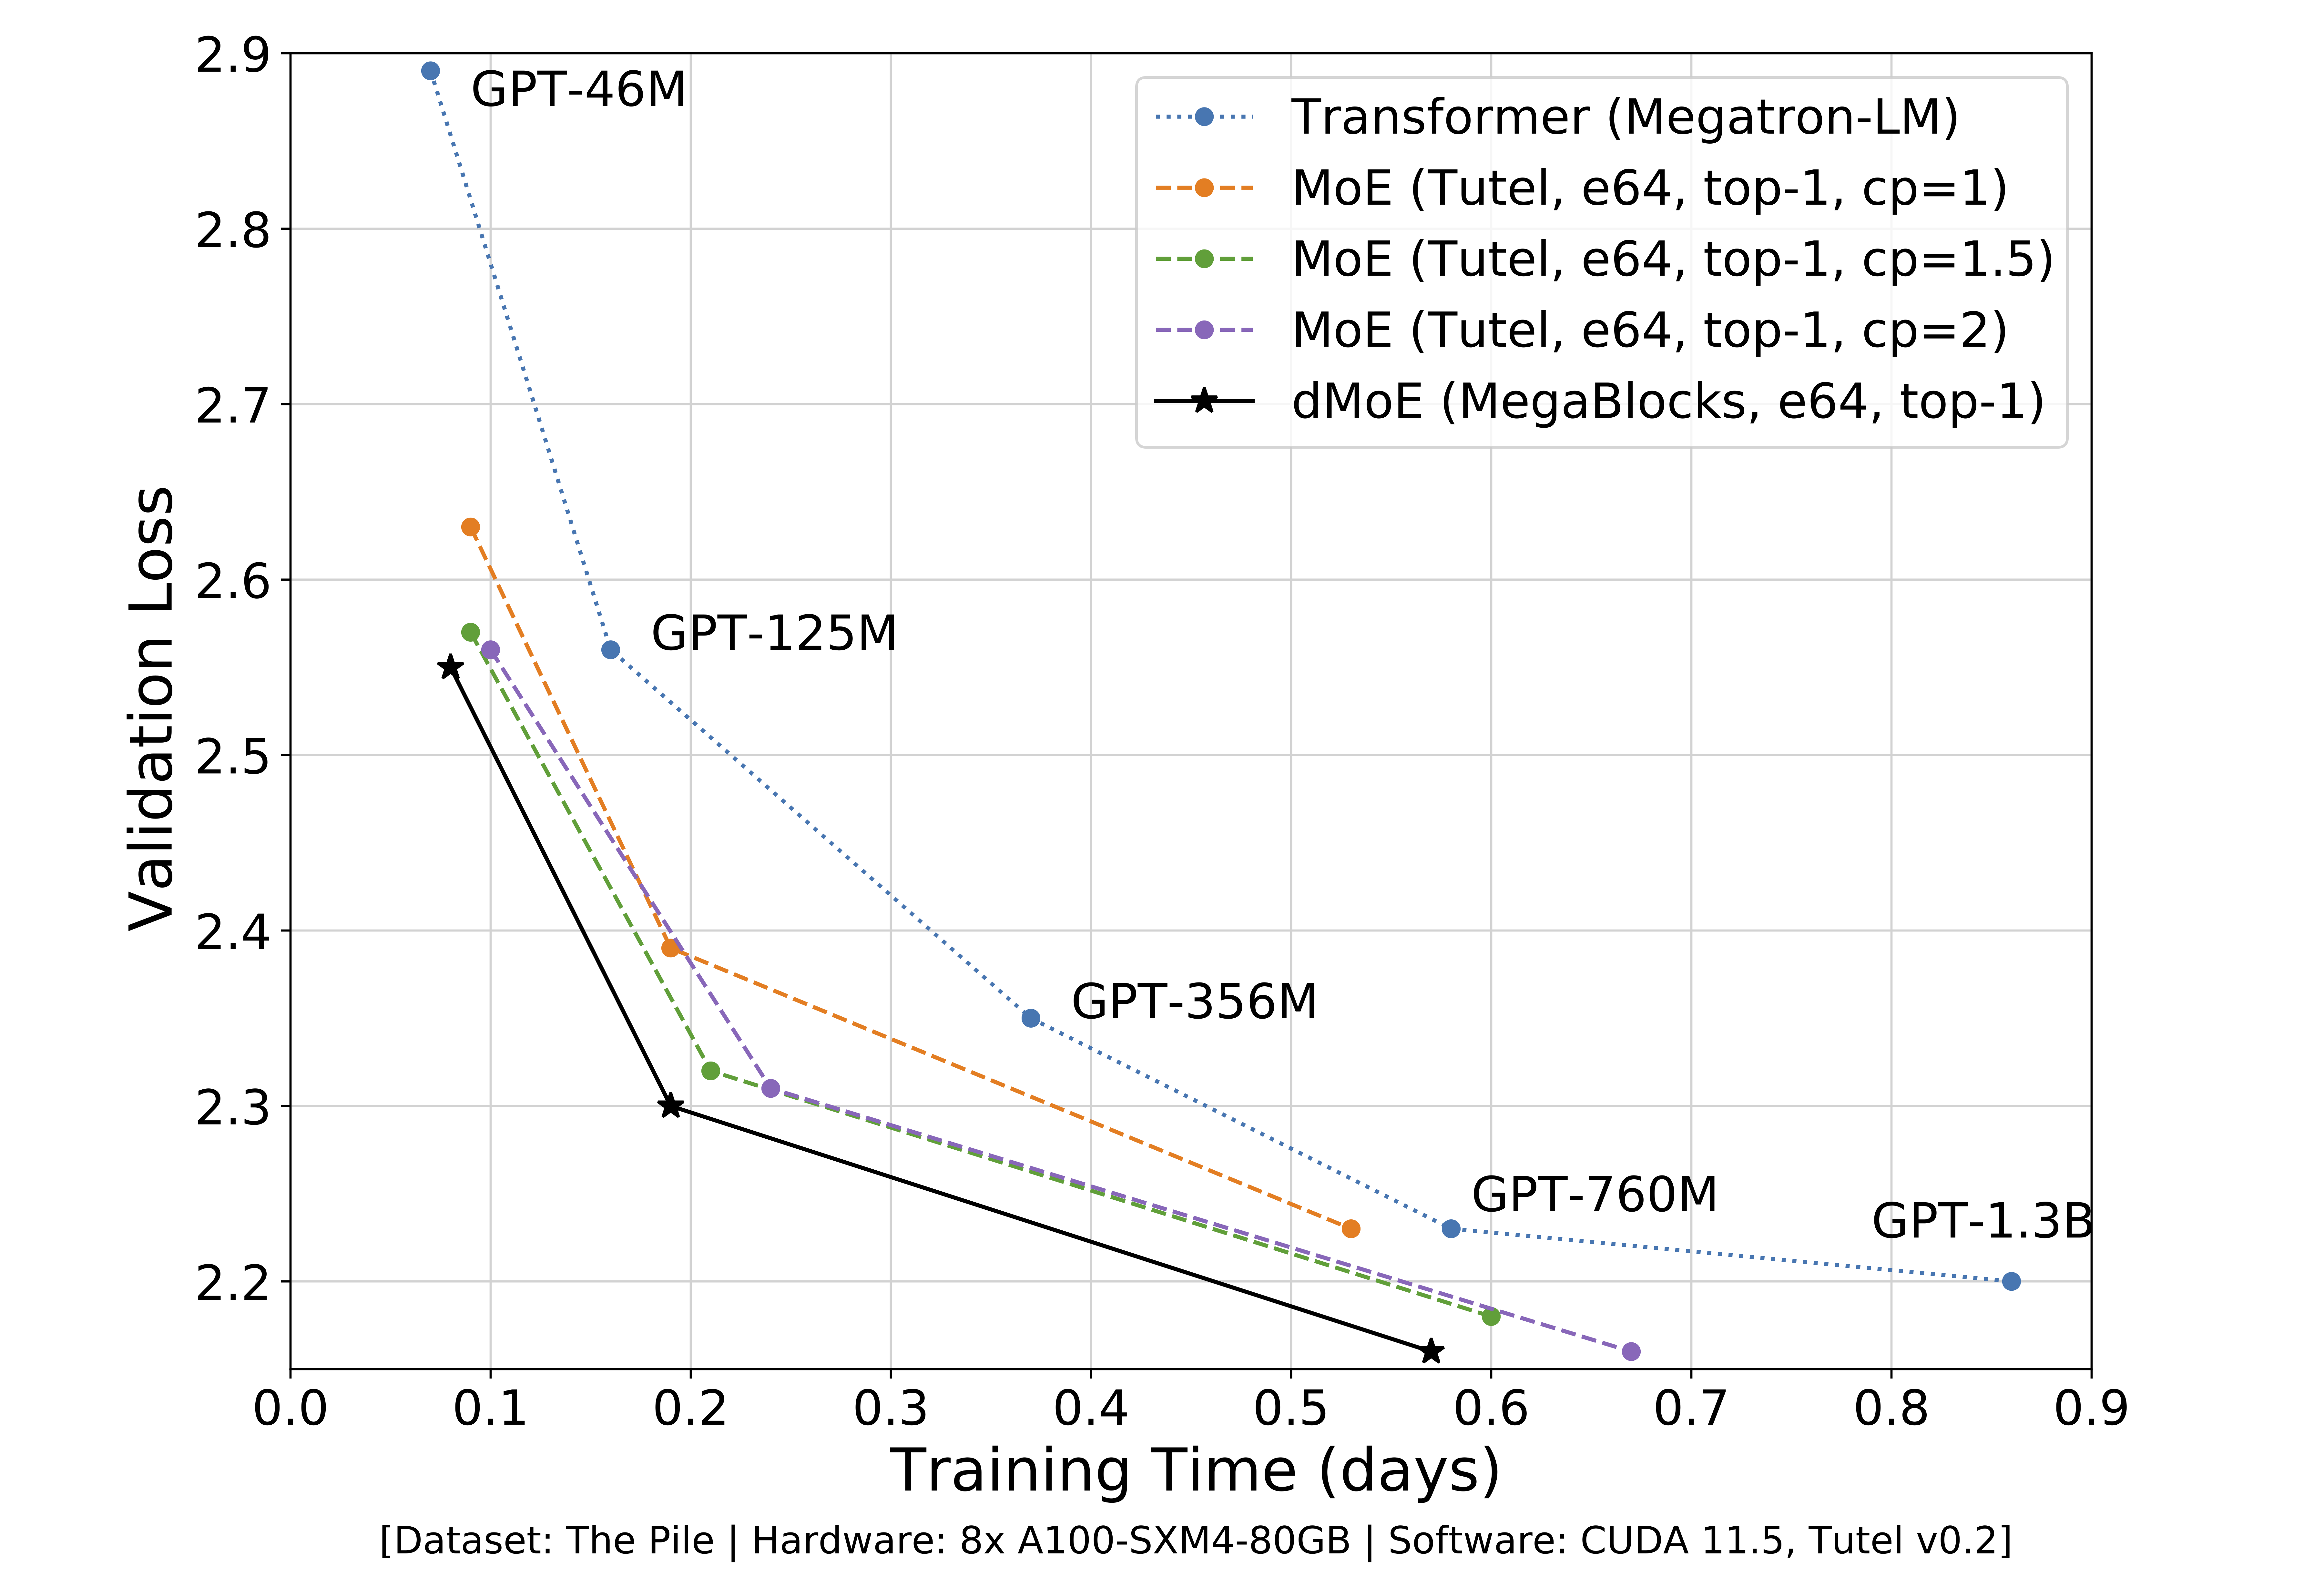 2.9
2.8
2.7
2.6
2.5
2.4
2.3
2.2
Validation Loss
GPT-46M
GPT-125M
GPT-356M
GPT-760M
GPT-1.3B
Transformer (Megatron-LM)
MoE (Tutel, e64, top-1, cp=1)
MoE (Tutel, e64, top-1, cp=1.5)
MoE (Tutel, e64, top-1, cp=2)
dMoE (MegaBlocks, e64, top-1)
0.0 0.1 0.2 0.3 0.4 0.5 0.6 0.7 0.8 0.9
Training Time (days)
[Dataset: The Pile | Hardware: 8x A100-SXM4-80GB | Software: CUDA 11.5, Tutel v0.2]